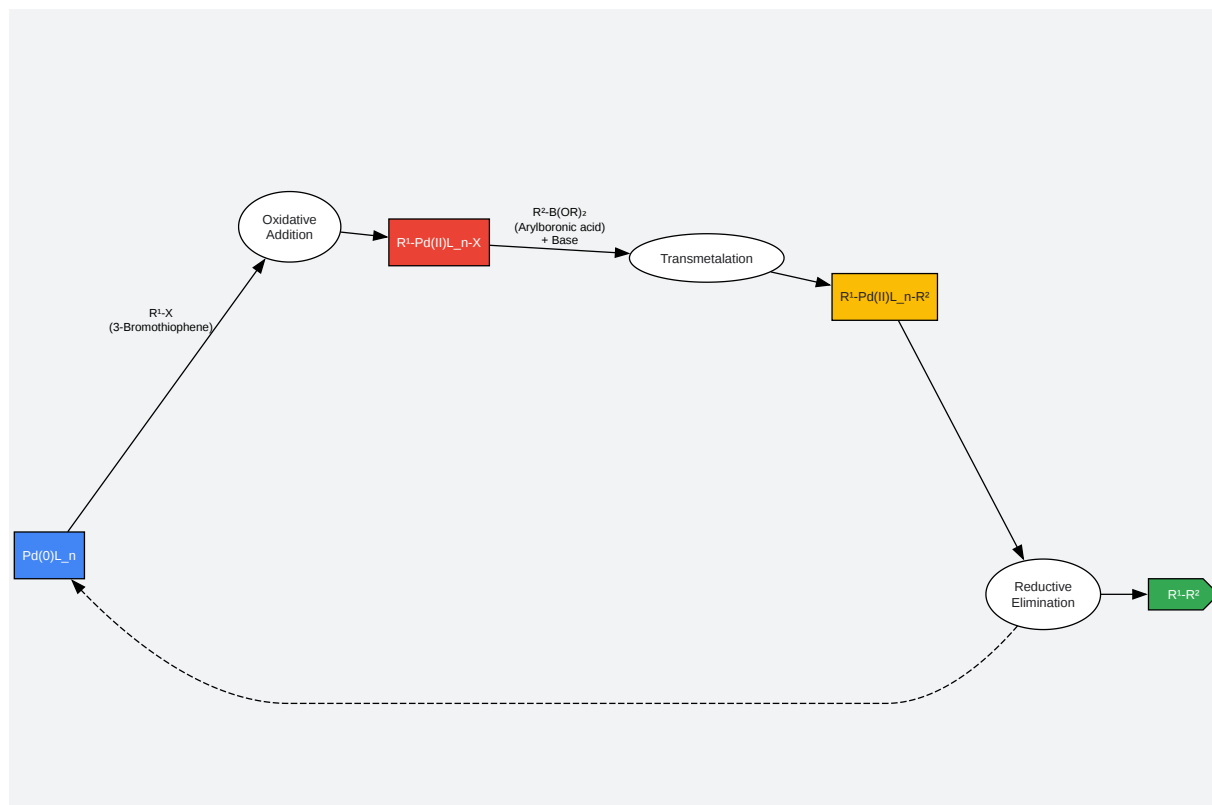 Oxidative
Addition
R¹-Pd(II)L_n-X
R²-B(OR)₂
(Arylboronic acid)
+ Base
Transmetalation
R¹-Pd(II)L_n-R²
R¹-X
(3-Bromothiophene)
Pd(0)L_n
Reductive
Elimination
R¹-R²